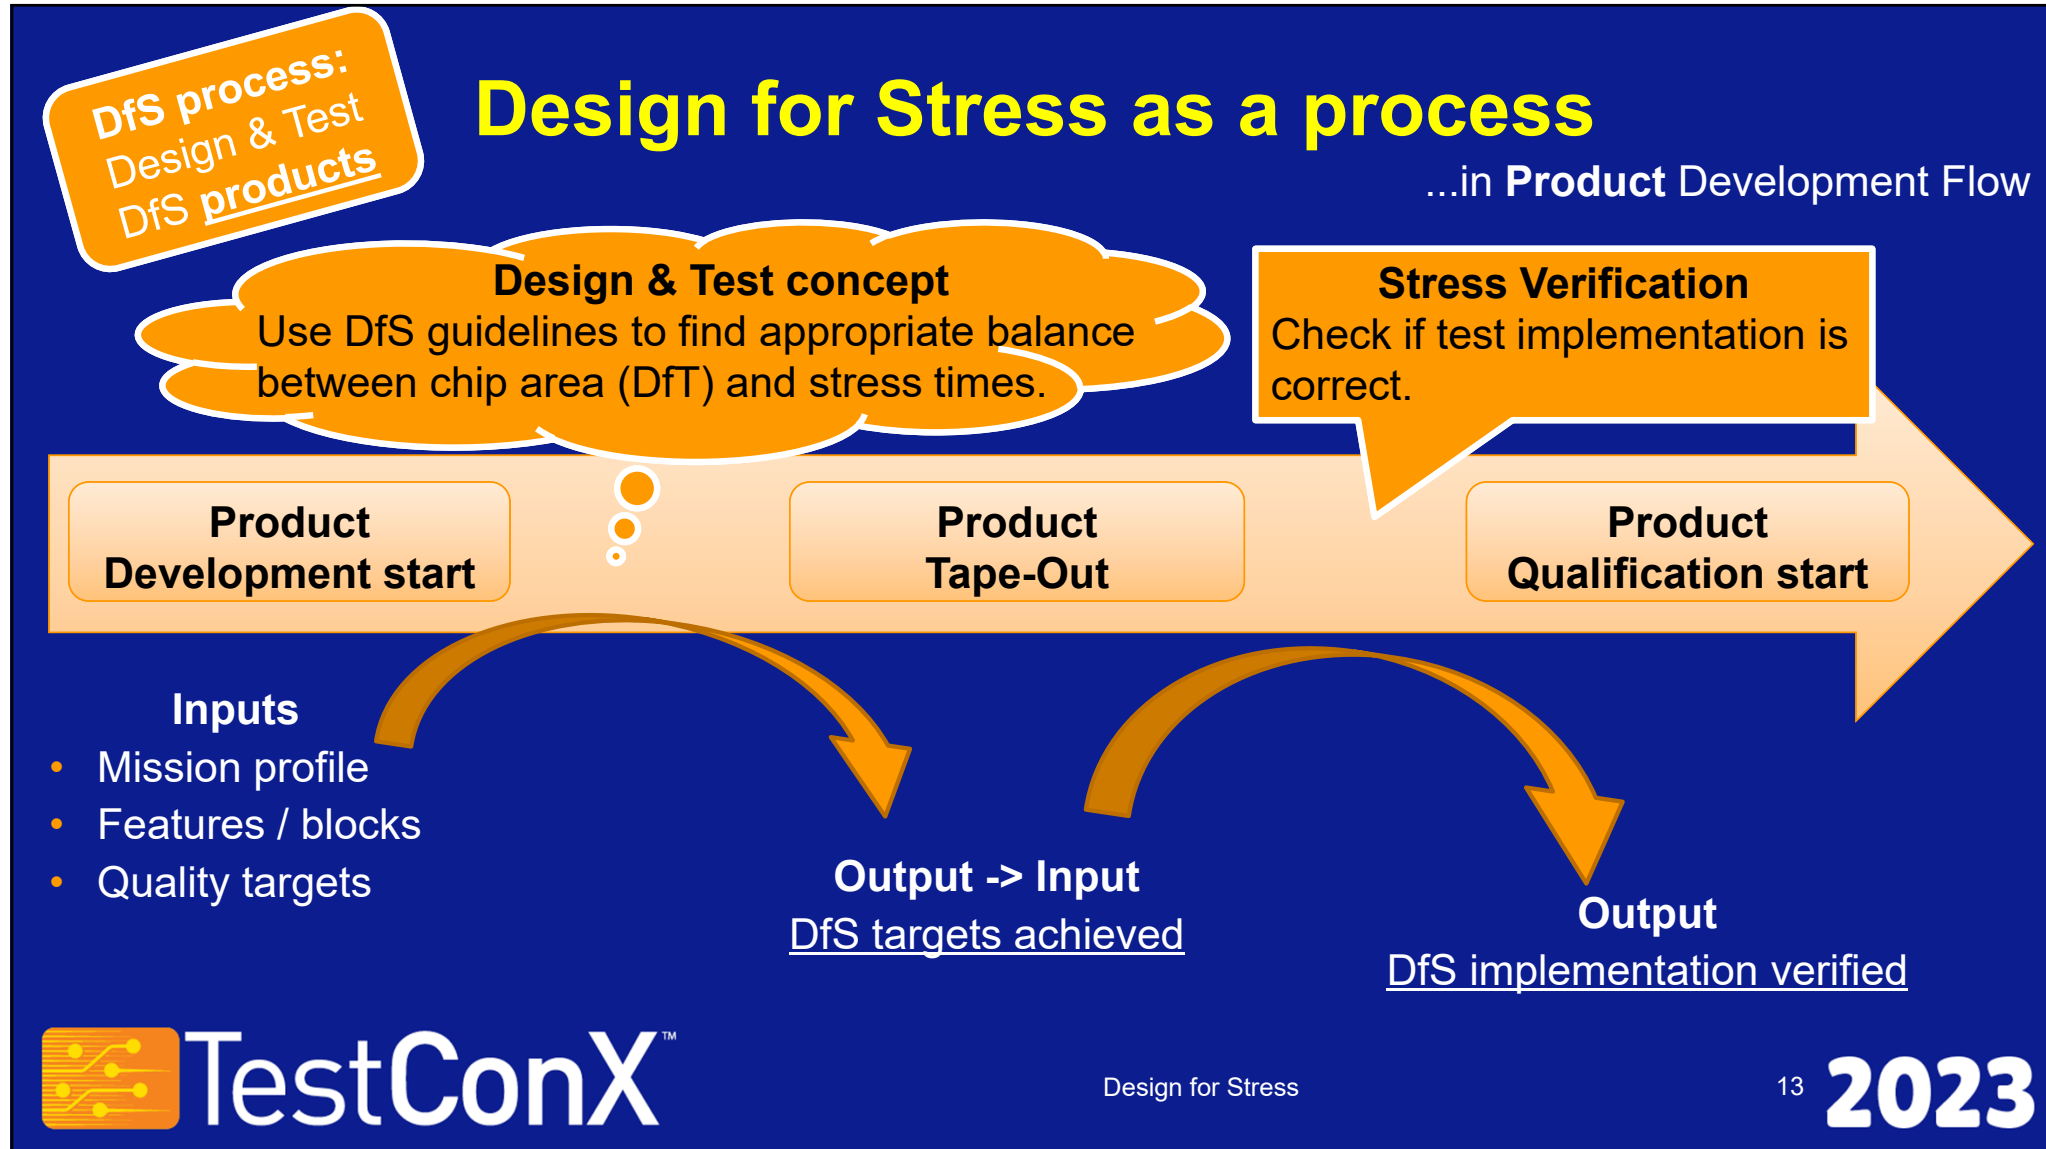 DfS process:
Design & Test
DfS products
Design for Stress as a process
...in Product Development Flow
Design & Test concept
Use DfS guidelines to find appropriate balance
between chip area (DfT) and stress times.
Stress Verification
Check if test implementation is
correct.
Product
Development start
Product
Tape-Out
Product
Qualification start
Inputs
• Mission profile
• Features / blocks
• Quality targets
Output -> Input
DfS targets achieved
Output
DfS implementation verified
TestConX™
Design for Stress
13
2023